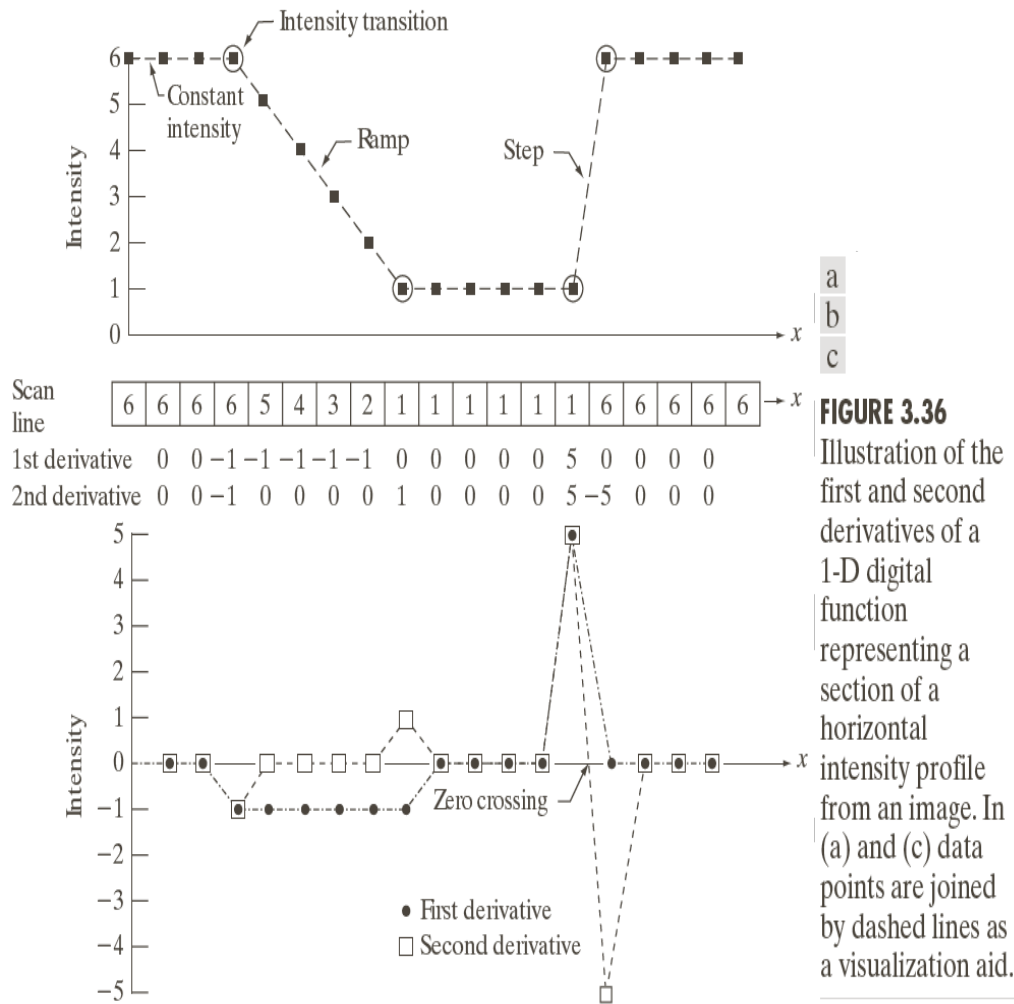 Intensity transition
6
Constant
intensity
5
4
Ramp
Step
3
2
1
0
x
Intensity
a
b
c
Scan
line
6 6 6 6 5 4 3 2 1 1 1 1 1 1 6 6 6 6 6
x
1st derivative 0 0 −1 −1 −1 −1 −1 0 0 0 0 0 5 0 0 0 0
2nd derivative 0 0 −1 0 0 0 0 1 0 0 0 0 5 −5 0 0 0
5
4
3
2
1
0
−1
−2
−3
−4
−5
Intensity
x
Zero crossing
First derivative
Second derivative
FIGURE 3.36
Illustration of the
first and second
derivatives of a
1-D digital
function
representing a
section of a
horizontal
intensity profile
from an image. In
(a) and (c) data
points are joined
by dashed lines as
a visualization aid.